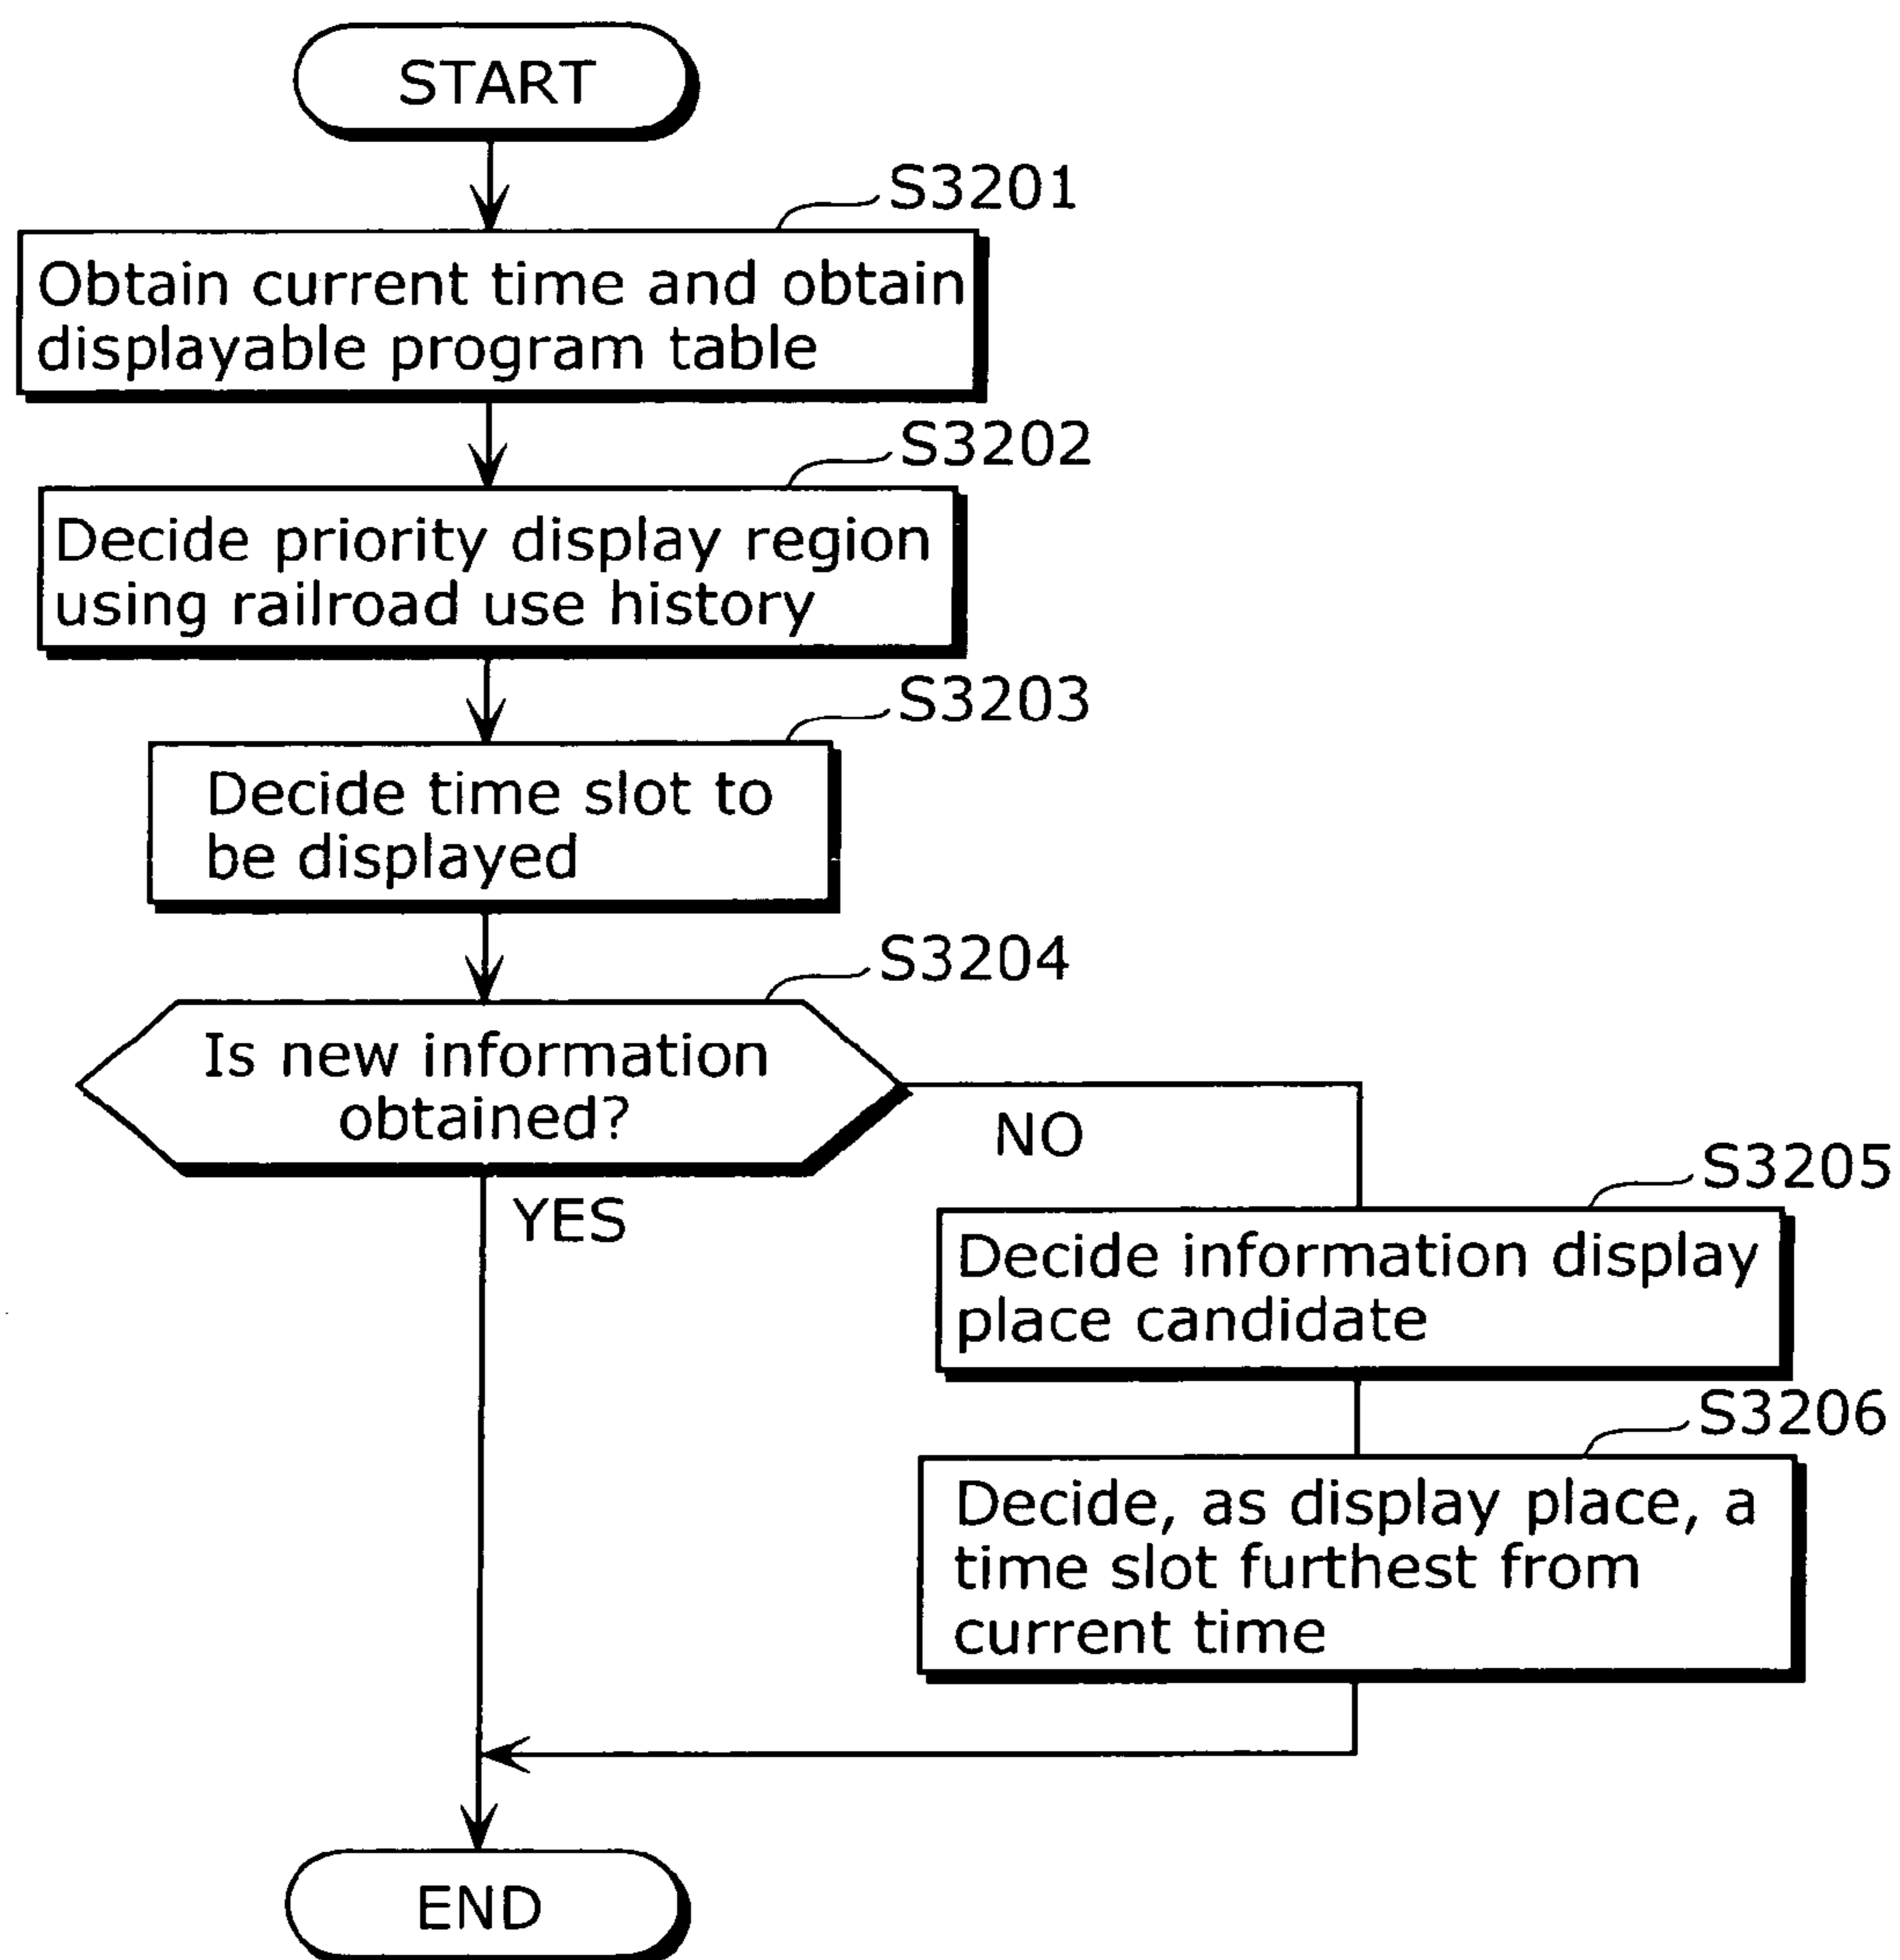 START
S3201
Obtain current time and obtain
displayable program table
S3202
Decide priority display region
using railroad use history
S3203
Decide time slot to
be displayed
S3204
Is new information
obtained?
NO
YES
S3205
Decide information display
place candidate
S3206
Decide, as display place, a
time slot furthest from
current time
END